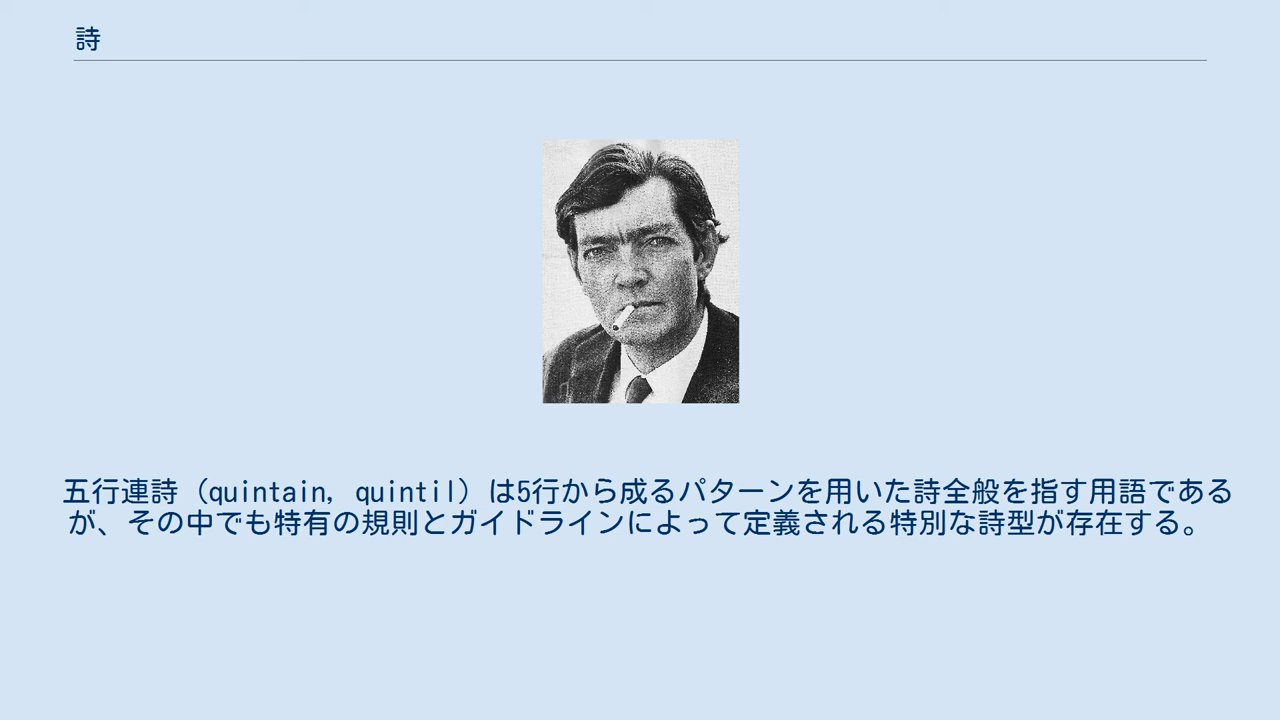 詩
五行連詩（quintain, quintil）は5行から成るパターンを用いた詩全般を指す用語である
が、その中でも特有の規則とガイドラインによって定義される特別な詩型が存在する。